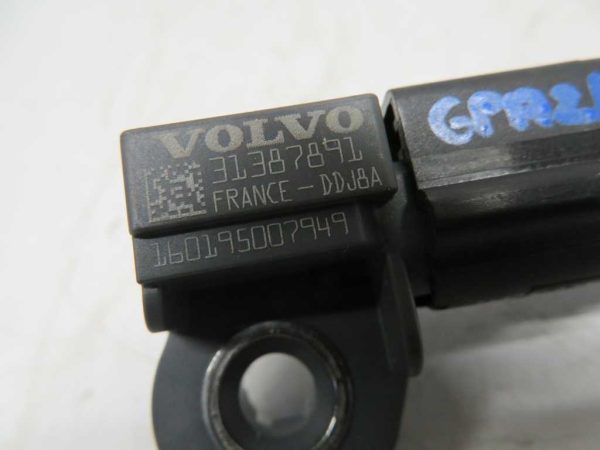 VOLVO
31387891
FRANCE - DDJ8A
160195007949